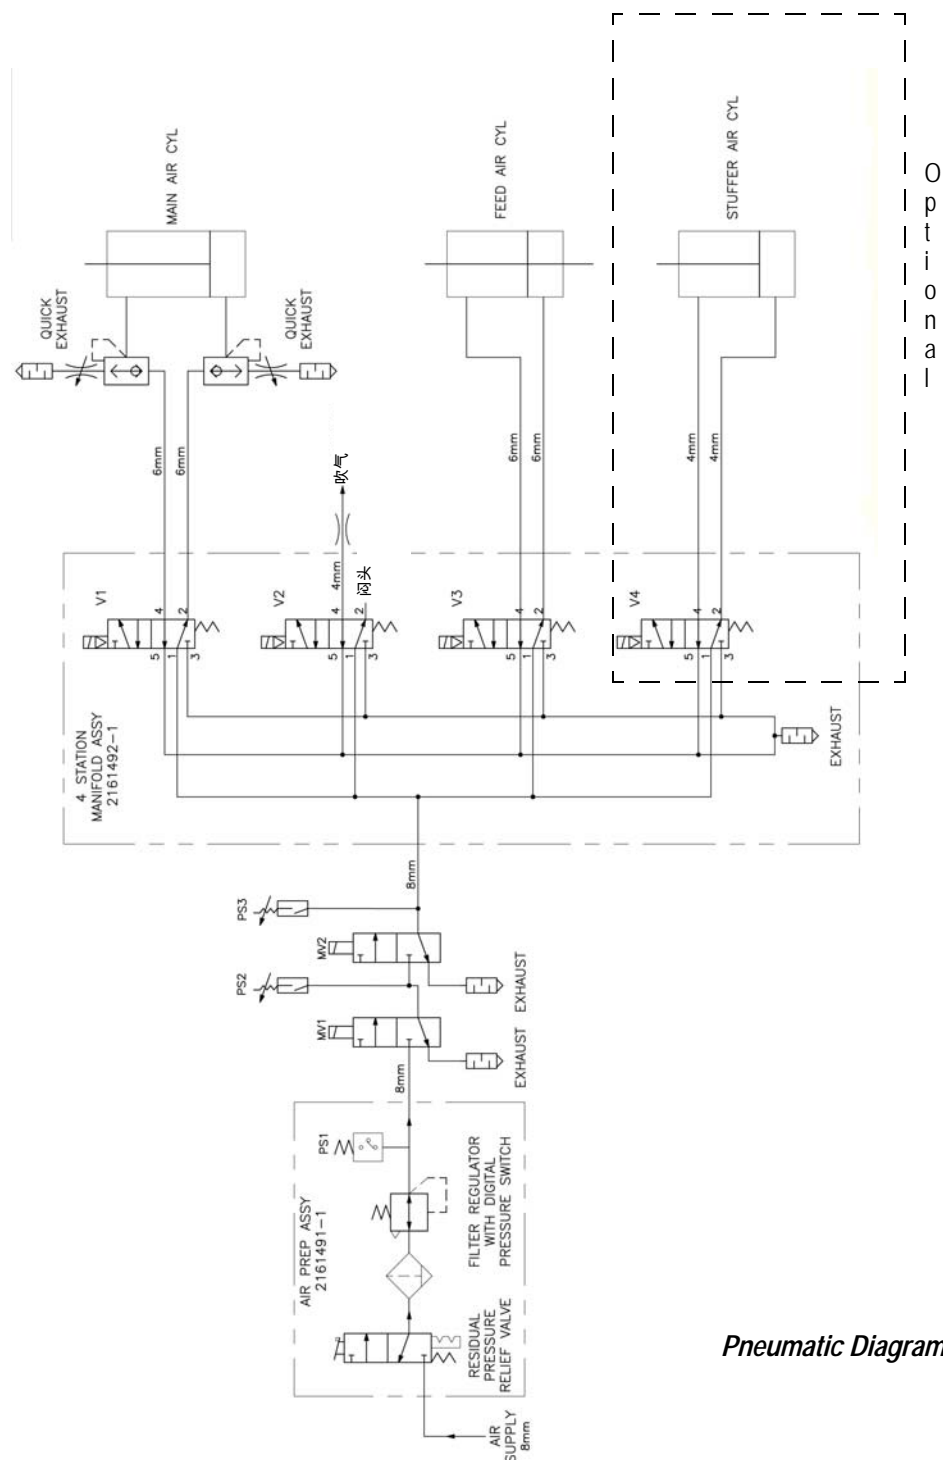 Optional
MAIN AIR CYL
FEED AIR CYL
STUFFER AIR CYL
QUICK
EXHAUST
QUICK
EXHAUST
6mm
6mm
吹气
4mm
闷头
6mm
6mm
4mm
4mm
V1
4
2
5
1
3
V2
4
2
5
1
3
V3
4
2
5
1
3
V4
4
2
5
1
3
4 STATION
MANIFOLD ASSY
2161492-1
EXHAUST
8mm
PS3
MV2
EXHAUST
PS2
MV1
EXHAUST
8mm
PS1
AIR PREP ASSY
2161491-1
FILTER REGULATOR
WITH DIGITAL
PRESSURE SWITCH
RESIDUAL
PRESSURE
RELIEF VALVE
AIR
SUPPLY
8mm
Pneumatic Diagram